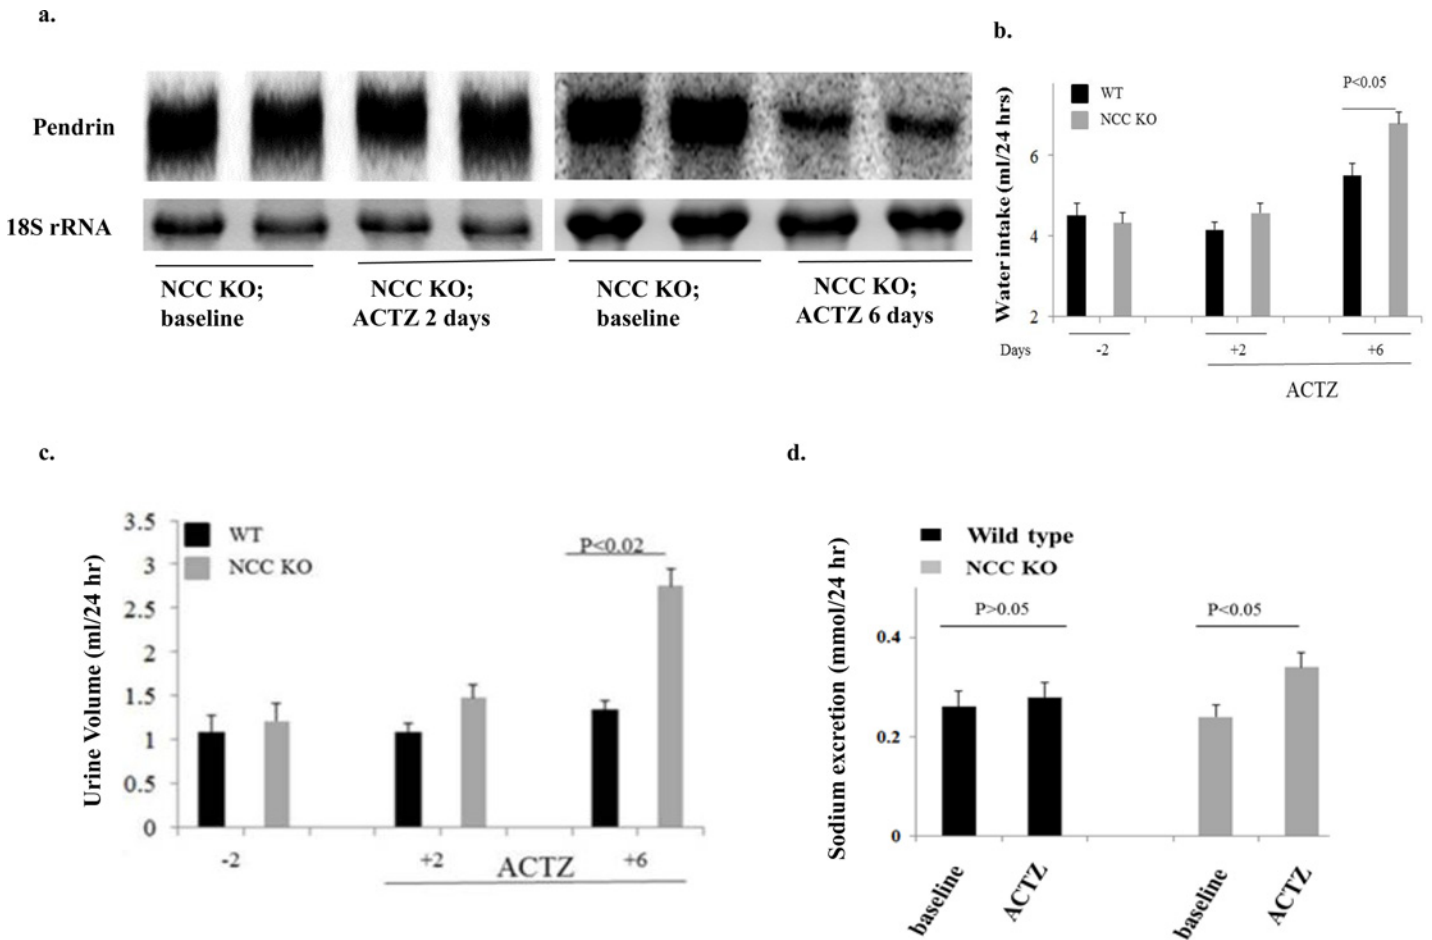 a.
Pendrin
18S rRNA
NCC KO;
baseline
NCC KO;
ACTZ 2 days
NCC KO;
baseline
NCC KO;
ACTZ 6 days
b.
WT
NCC KO
P<0.05
Water intake (ml/24 hrs)
6
4
2
Days
-2
+2
+6
ACTZ
c.
WT
NCC KO
P<0.02
Urine Volume (ml/24 hr)
3.5
3
2.5
2
1.5
1
0.5
0
-2
+2
+6
ACTZ
d.
Wild type
NCC KO
P>0.05
P<0.05
Sodium excretion (mmol/24 hr)
0.4
0.2
0
baseline
ACTZ
baseline
ACTZ